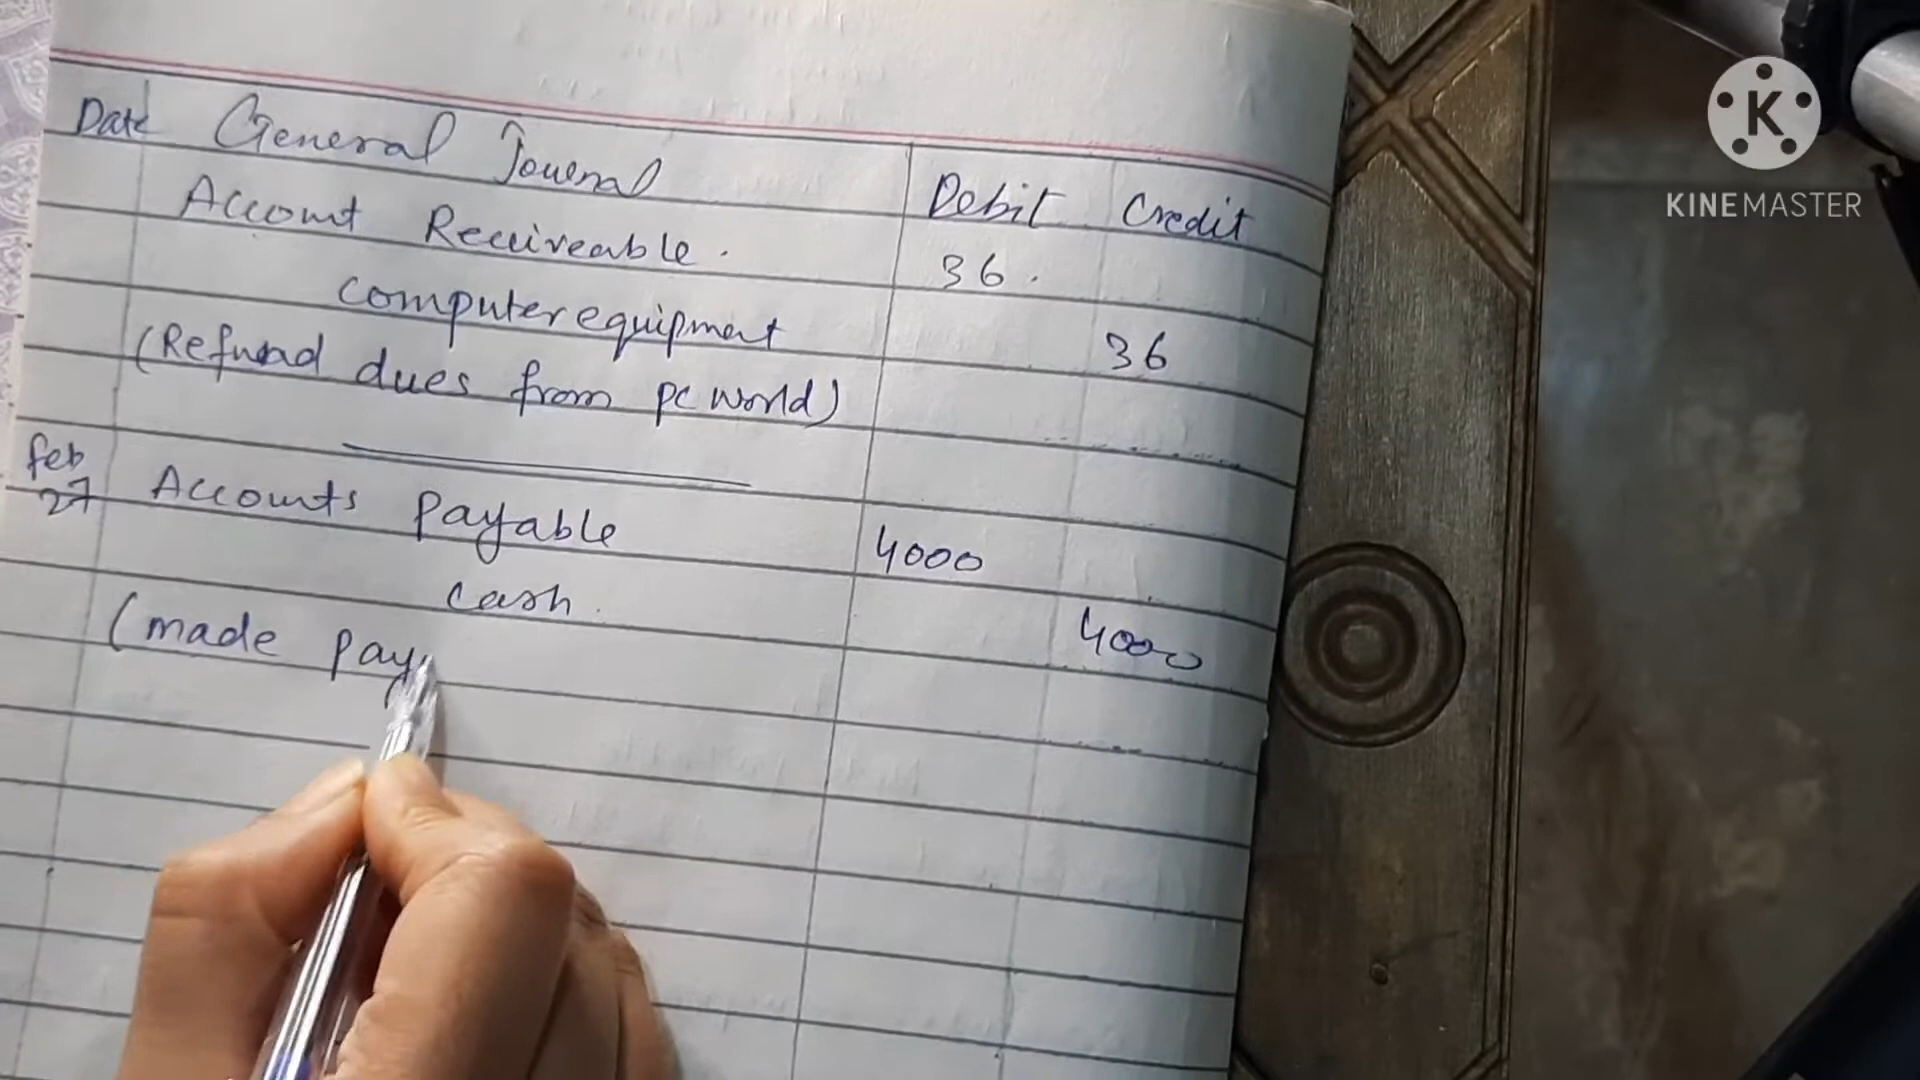 Date General Journal Debit Credit
Account Receiveable. 36.
computer equipment 36
(Refund dues from pc world)
feb
27 Accounts payable 4000
cash. 4000
(made pay
K
KINEMASTER